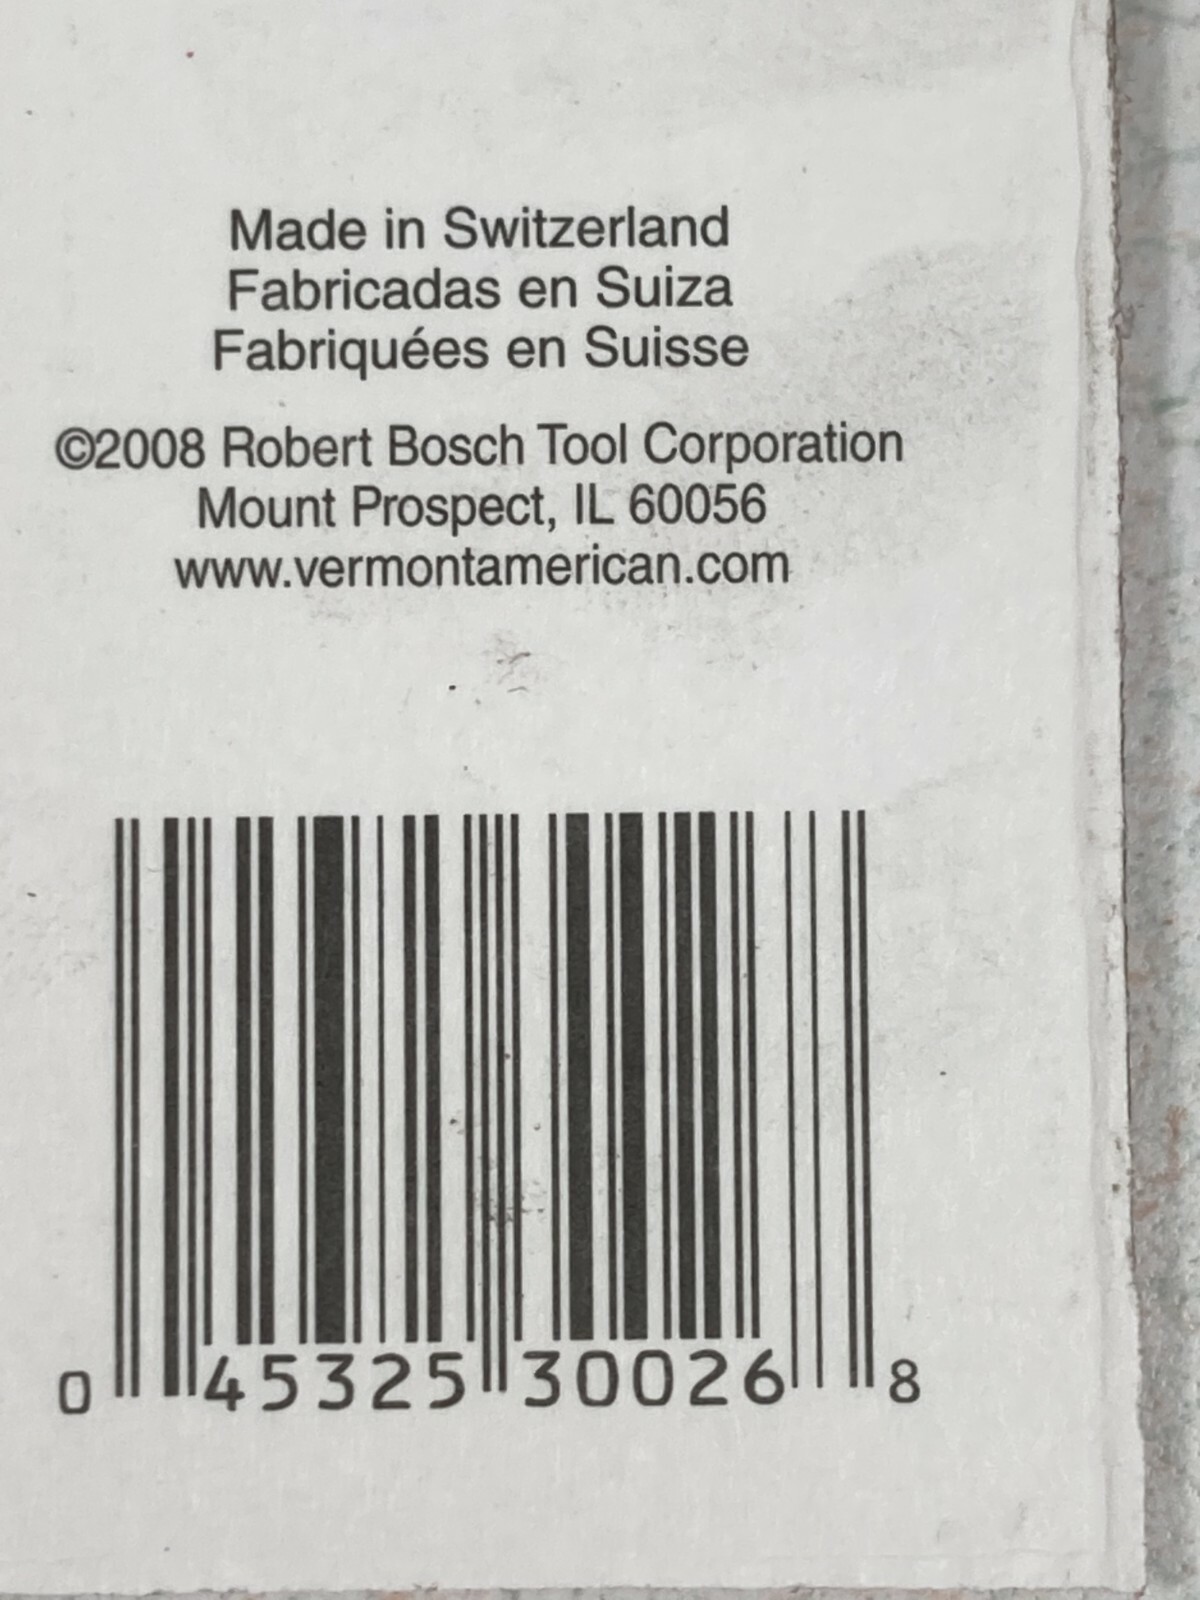 Made in Switzerland
Fabricadas en Suiza
Fabriquées en Suisse
©2008 Robert Bosch Tool Corporation
Mount Prospect, IL 60056
www.vermontamerican.com
0 45325 30026 8